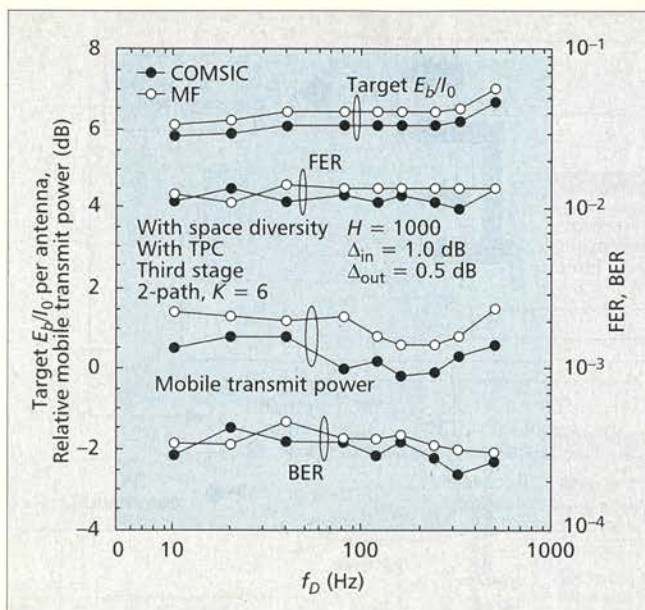 8
6
4
2
0
−2
−4
10⁻¹
10⁻²
10⁻³
10⁻⁴
COMSIC
MF
Target E_b/I_0
FER
With space diversity
With TPC
Third stage
2-path, K = 6
H = 1000
Δ_in = 1.0 dB
Δ_out = 0.5 dB
Mobile transmit power
BER
0
10
100
1000
f_D (Hz)
Target E_b/I_0 per antenna,
Relative mobile transmit power (dB)
FER, BER